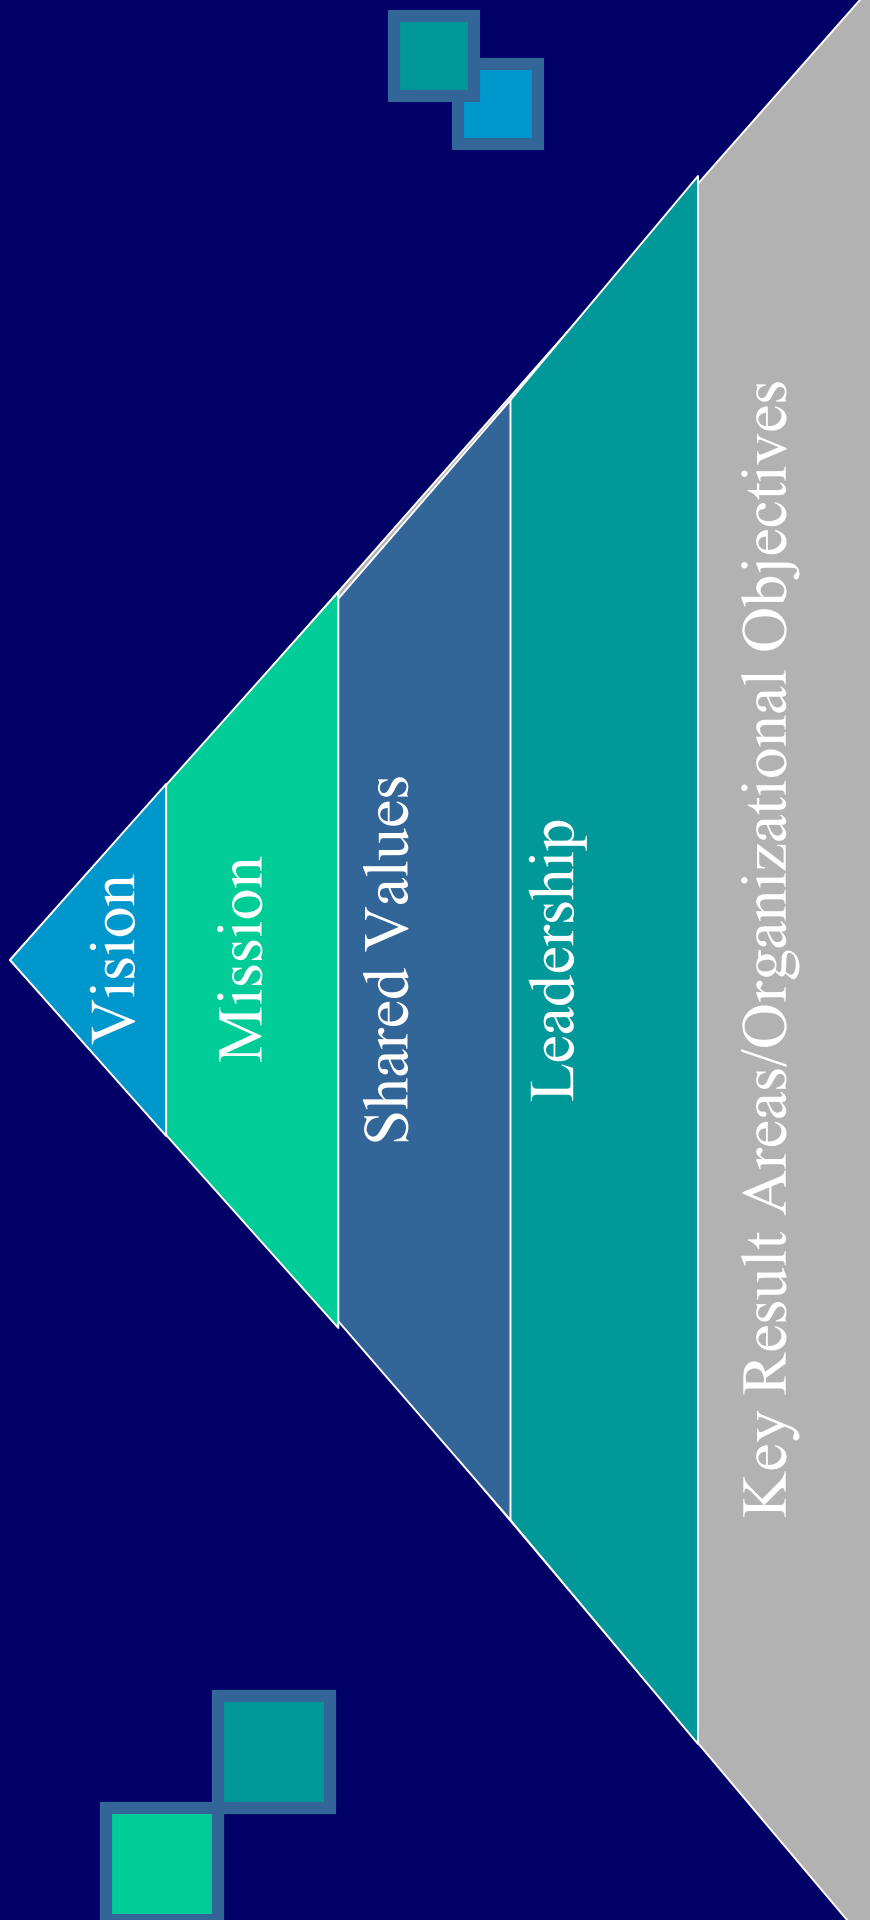 Vision
Mission
Shared Values
Leadership
Key Result Areas/Organizational Objectives